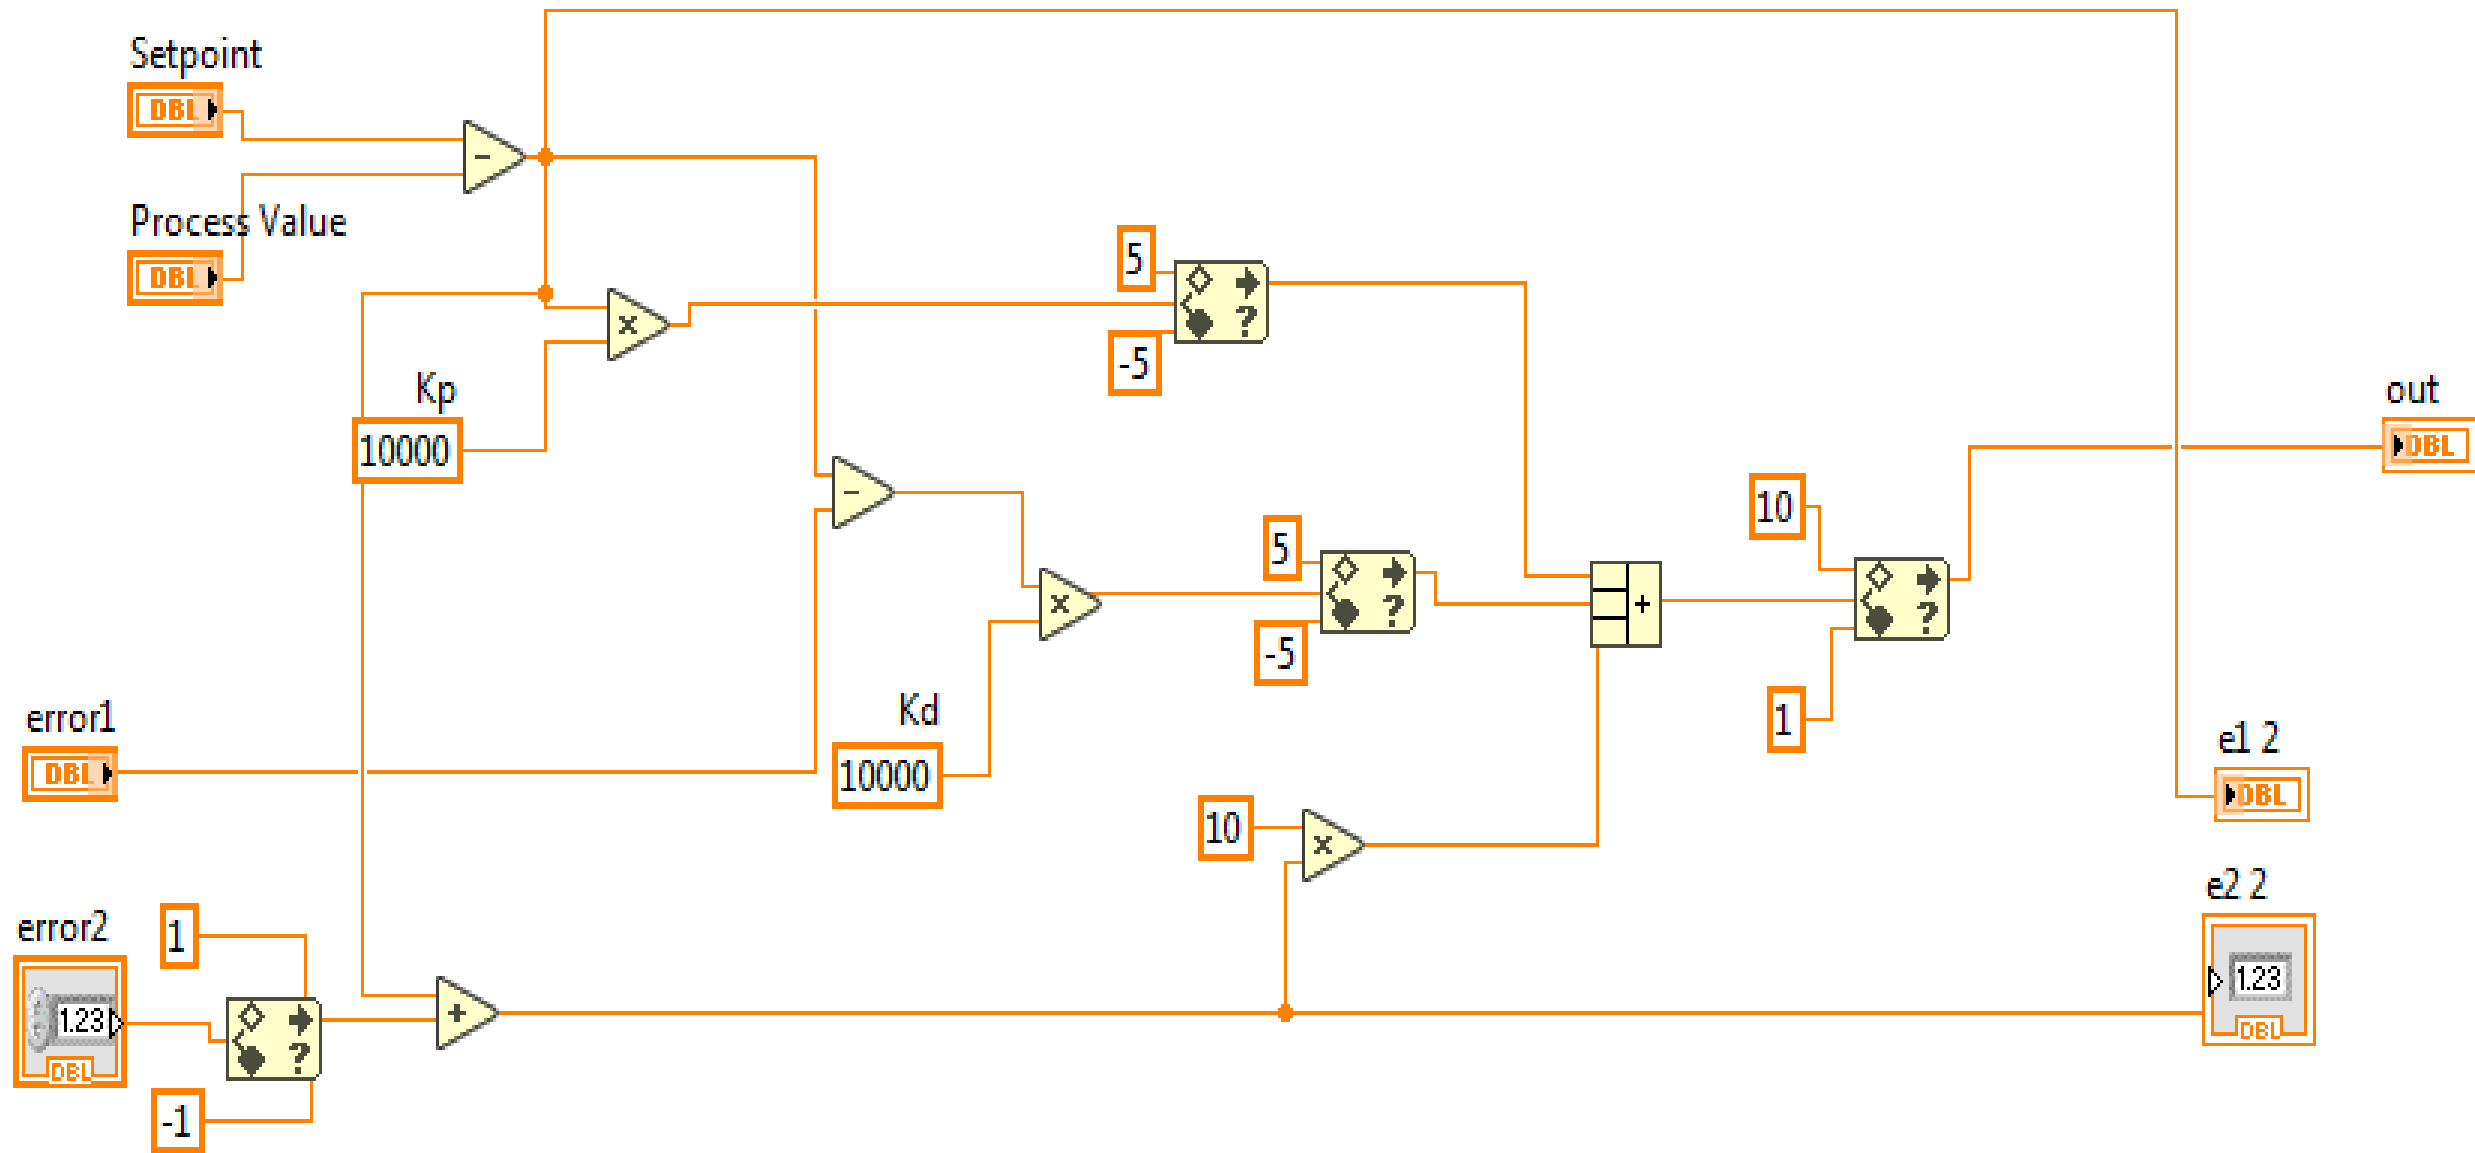 Setpoint
DBL
-
Process Value
DBL
5
?
x
-5
Kp
10000
out
DBL
-
10
5
?
x
+
?
-5
1
Kd
error1
DBL
10000
e1 2
DBL
10
x
e2 2
error2
1
1.23
DBL
1.23
DBL
+
?
-1